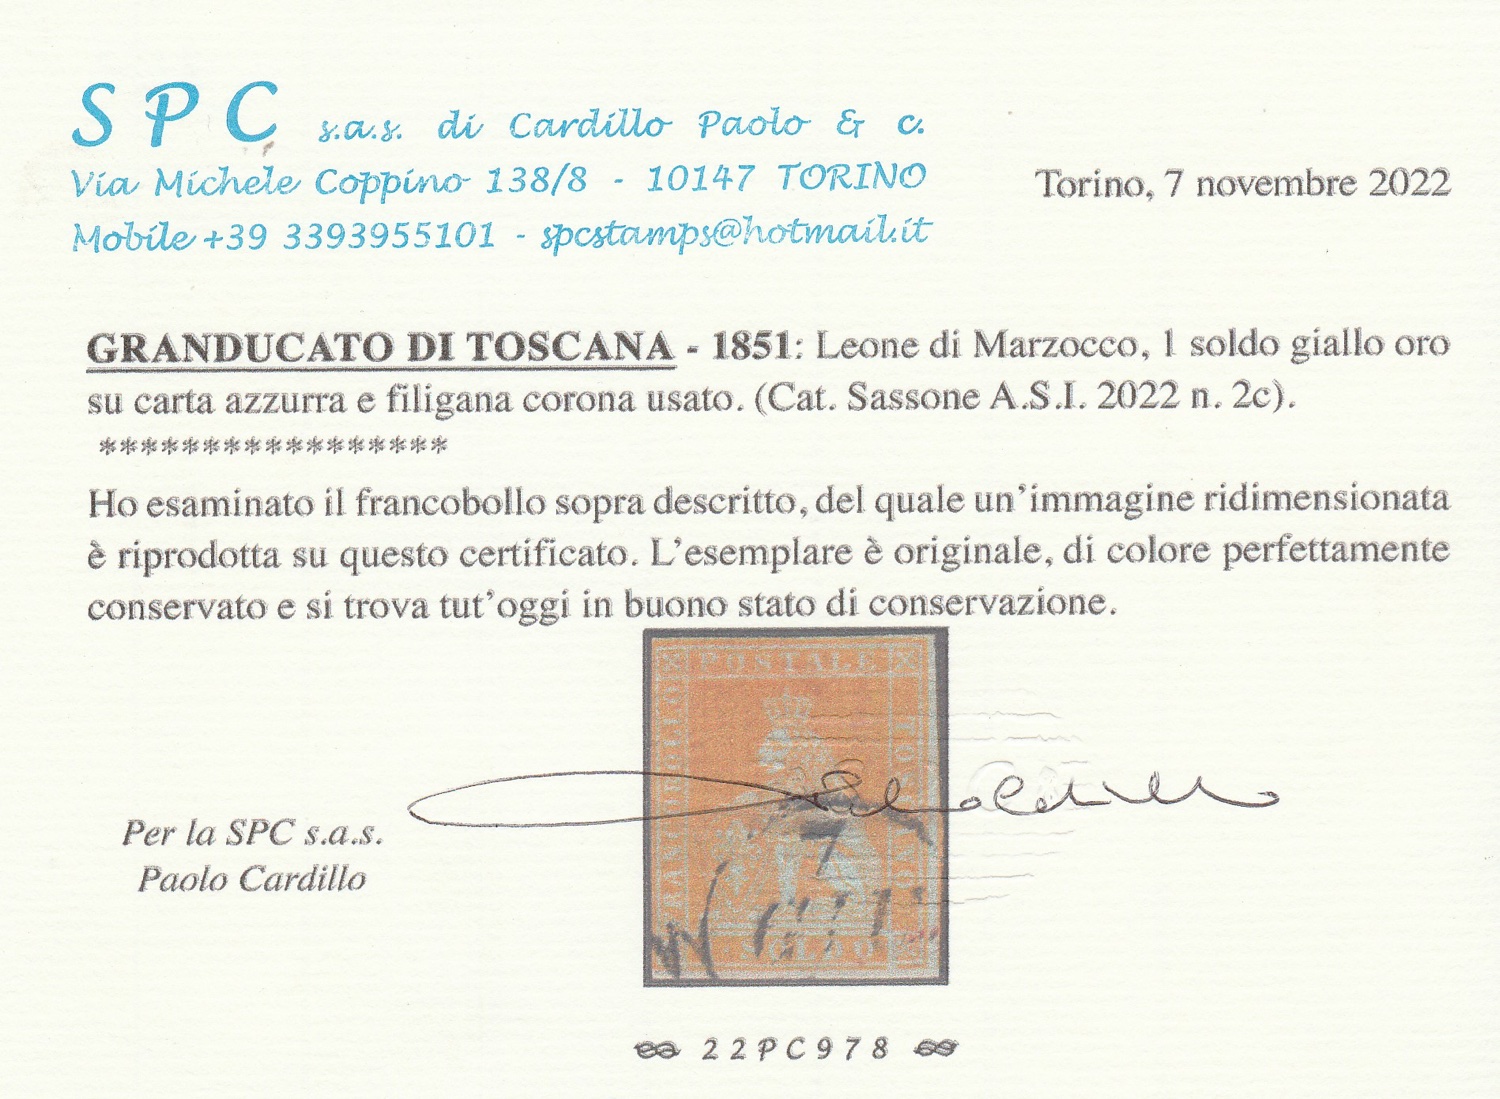 SPC s.a.s. di Cardillo Paolo & c.
Via Michele Coppino 138/8 - 10147 TORINO
Mobile +39 3393955101 - spcstamps@hotmail.it
Torino, 7 novembre 2022
GRANDUCATO DI TOSCANA - 1851: Leone di Marzocco, 1 soldo giallo oro
su carta azzurra e filigana corona usato. (Cat. Sassone A.S.I. 2022 n. 2c).
*****************
Ho esaminato il francobollo sopra descritto, del quale un'immagine ridimensionata
è riprodotta su questo certificato. L'esemplare è originale, di colore perfettamente
conservato e si trova tut'oggi in buono stato di conservazione.
POSTALE
7
SOLDO
Per la SPC s.a.s.
Paolo Cardillo
22PC978